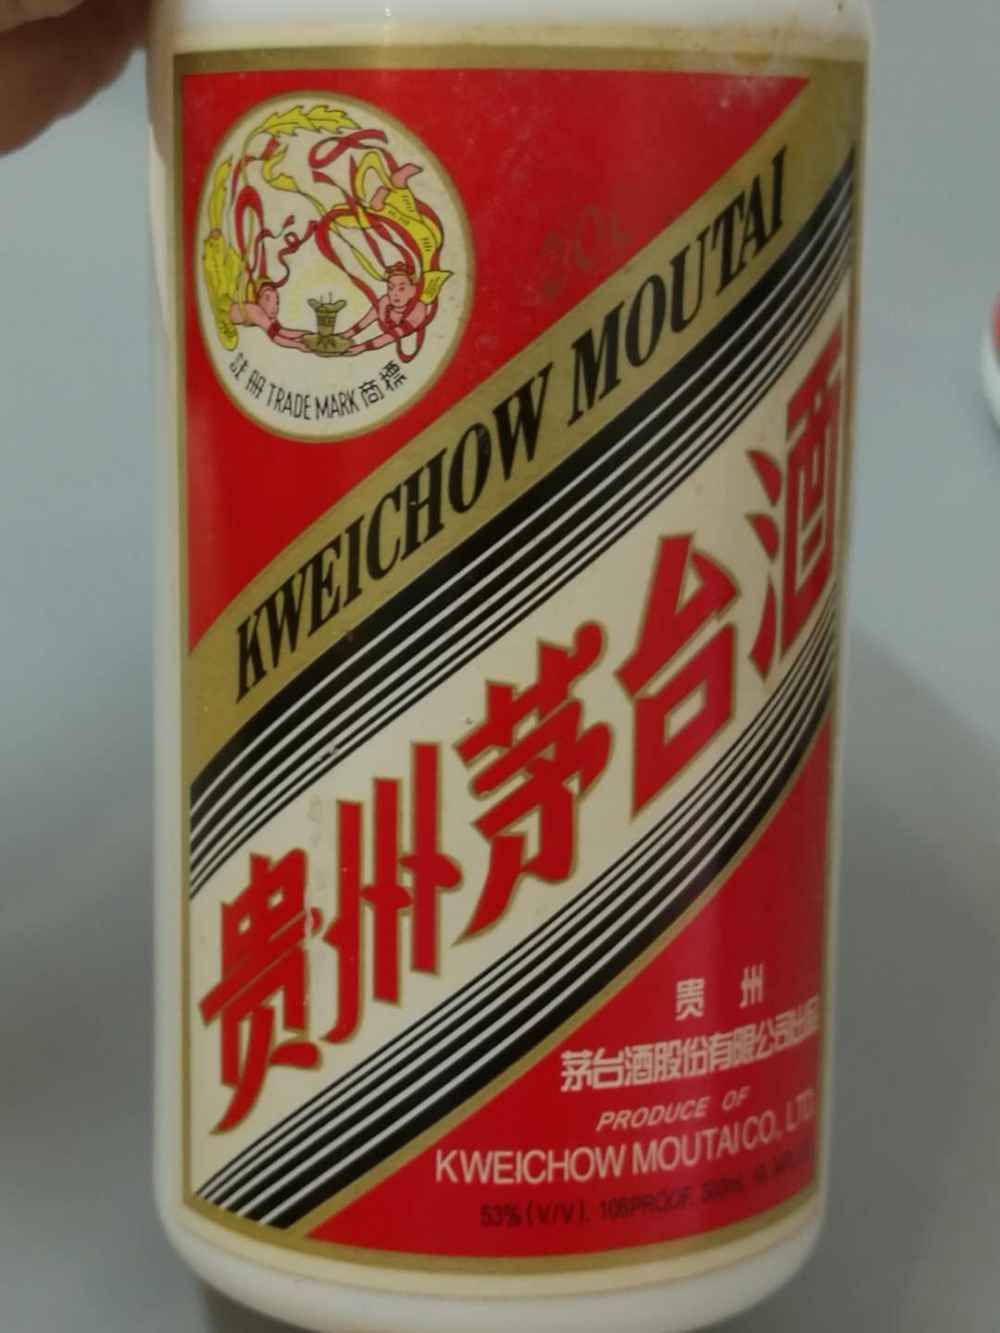 註冊 TRADE MARK 商標
KWEICHOW MOUTAI
贵州茅台酒
贵州
茅台酒股份有限公司出品
PRODUCE OF
KWEICHOW MOUTAI CO., LTD
53% (V/V). 106PROOF. 500mL